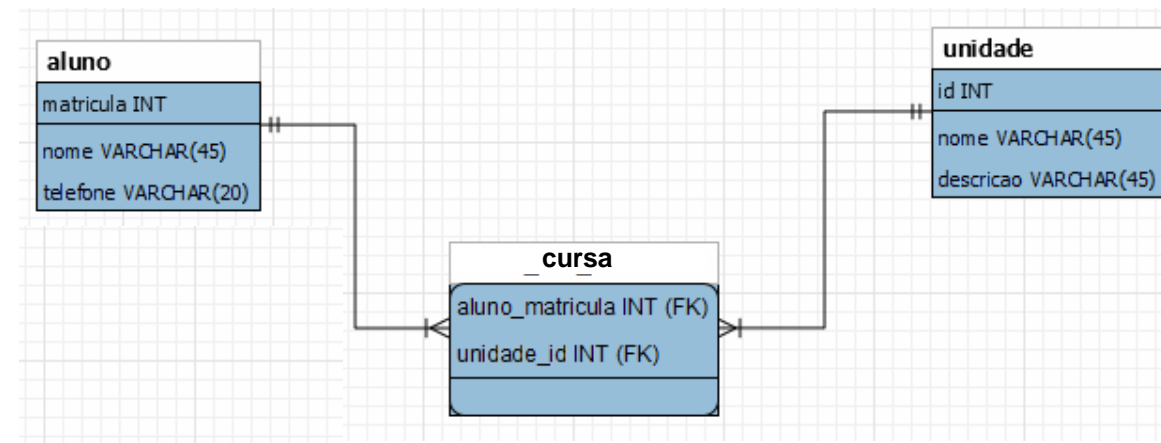 aluno
matricula INT
nome VARCHAR(45)
telefone VARCHAR(20)
unidade
id INT
nome VARCHAR(45)
descricao VARCHAR(45)
_cursa
aluno_matricula INT (FK)
unidade_id INT (FK)